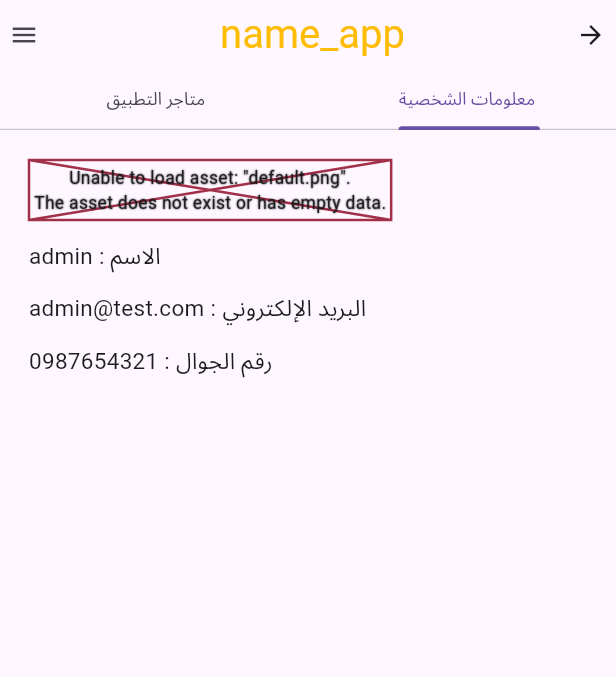 name_app
معلومات الشخصية
متاجر التطبيق
Unable to load asset: "default.png".
The asset does not exist or has empty data.
الاسم : admin
البريد الإلكتروني : admin@test.com
رقم الجوال : 0987654321